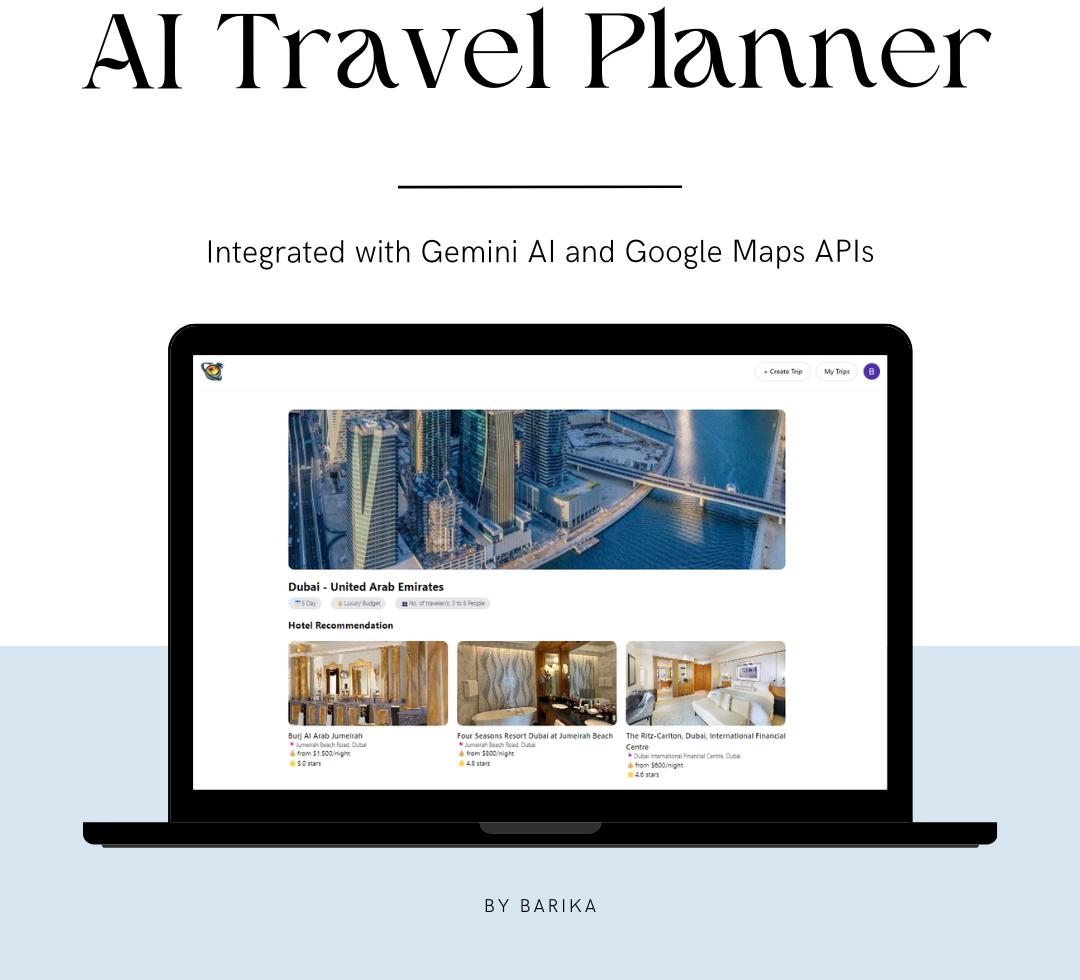 AI Travel Planner
Integrated with Gemini AI and Google Maps APIs
+ Create Trip
My Trips
B
Dubai - United Arab Emirates
5 Day
Luxury Budget
No. of traveler/s: 3 to 5 People
Hotel Recommendation
Burj Al Arab Jumeirah
Jumeirah Beach Road, Dubai
from $1,500/night
5.0 stars
Four Seasons Resort Dubai at Jumeirah Beach
Jumeirah Beach Road, Dubai
from $800/night
4.8 stars
The Ritz-Carlton, Dubai, International Financial
Centre
Dubai International Financial Centre, Dubai
from $600/night
4.6 stars
BY BARIKA